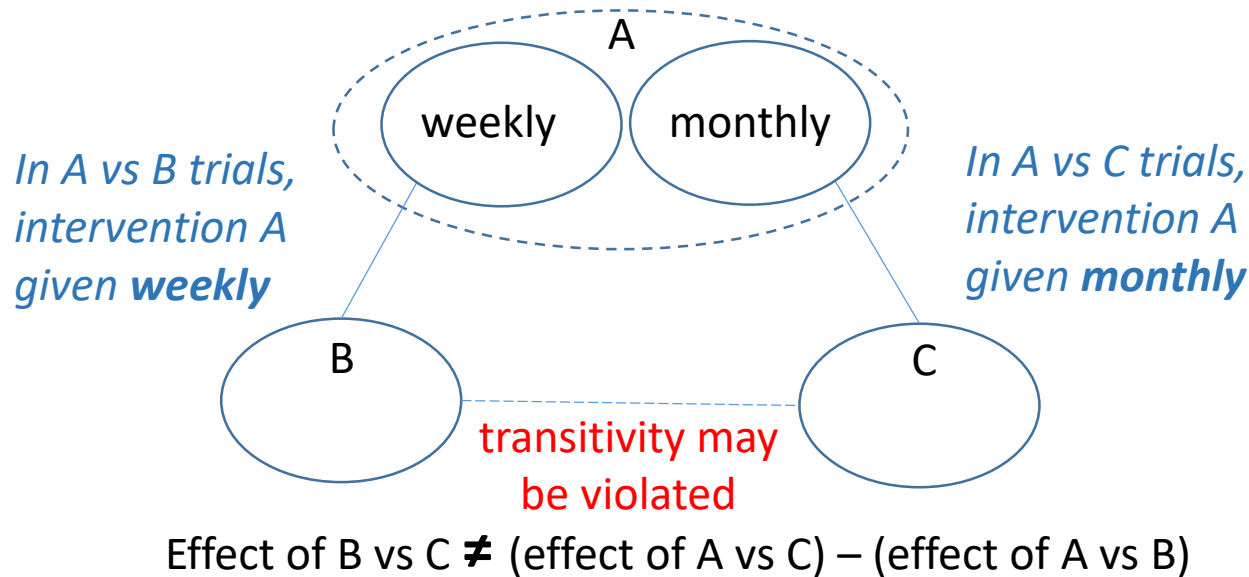 A
weekly
monthly
In A vs B trials,
intervention A
given weekly
In A vs C trials,
intervention A
given monthly
B
C
transitivity may
be violated
Effect of B vs C ≠ (effect of A vs C) – (effect of A vs B)